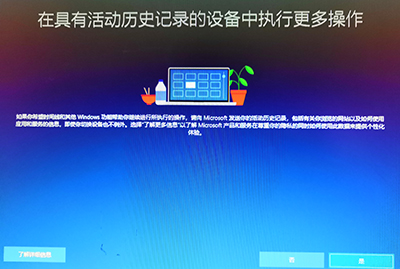 在具有活动历史记录的设备中执行更多操作
如果你希望时间线和其他 Windows 功能帮助你继续进行所执行的操作，请向 Microsoft 发送你的活动历史记录，包括有关你浏览的网站以及如何使用
应用和服务的信息，即使你切换设备也不例外。选择"了解更多信息"以了解 Microsoft 产品和服务在尊重你的隐私的同时如何使用此数据来提供个性化
体验。
了解详细信息
否
是